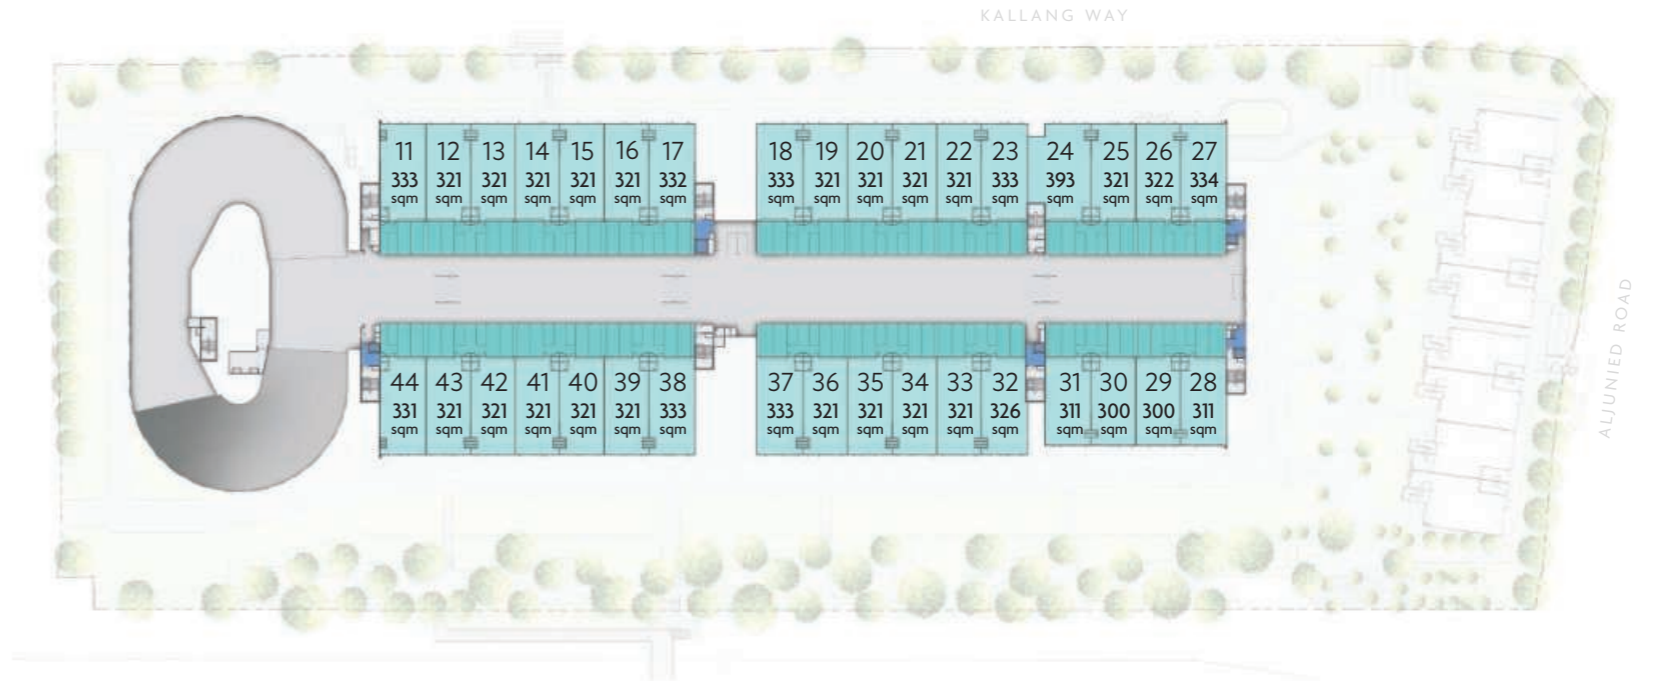 KALLANG WAY
11 12 13 14 15 16 17 18 19 20 21 22 23 24 25 26 27
333 321 321 321 321 321 332 333 321 321 321 321 333 393 321 322 334
sqm sqm sqm sqm sqm sqm sqm sqm sqm sqm sqm sqm sqm sqm sqm sqm sqm
ALJUNIED ROAD
44 43 42 41 40 39 38 37 36 35 34 33 32 31 30 29 28
331 321 321 321 321 321 333 333 321 321 321 321 326 311 300 300 311
sqm sqm sqm sqm sqm sqm sqm sqm sqm sqm sqm sqm sqm sqm sqm sqm sqm